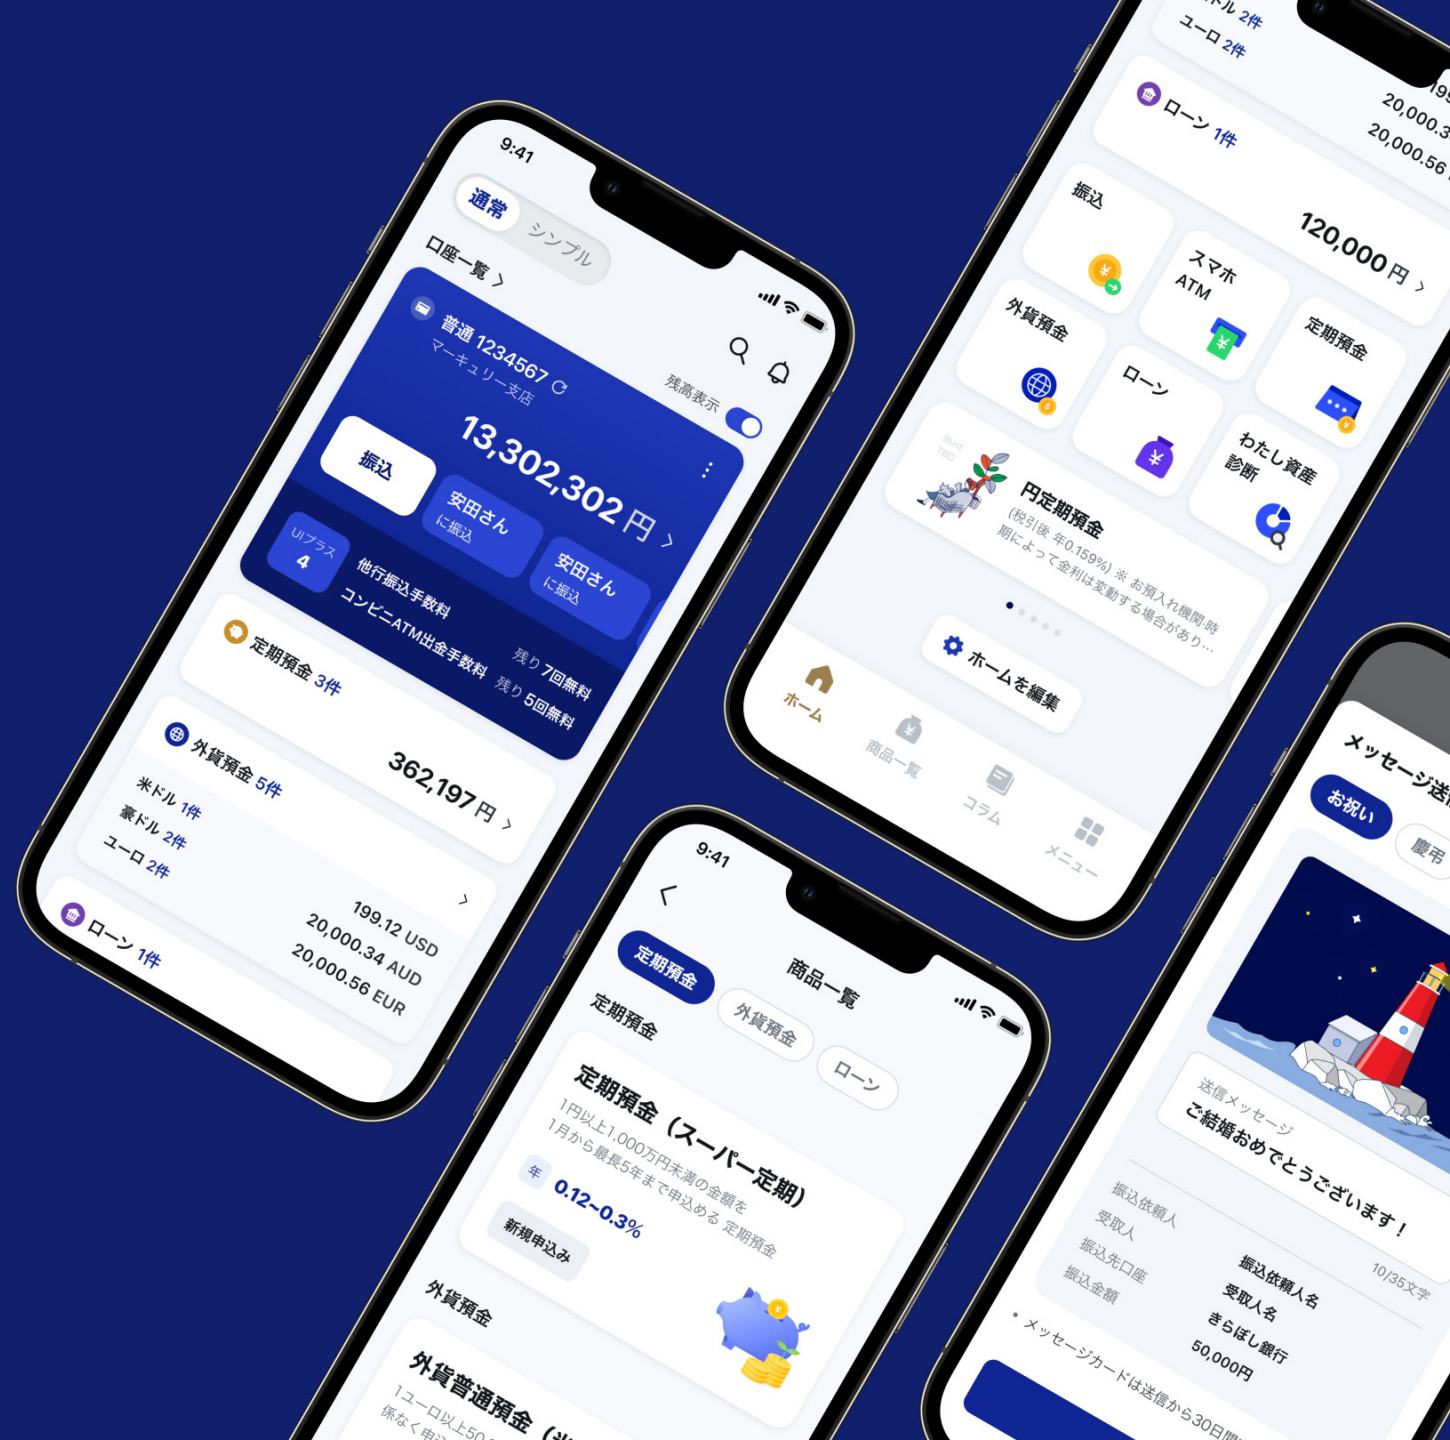 9:41
通常
シンプル
口座一覧
残高表示
普通 1234567
マーキュリー支店
13,302,302 円
振込
安田さん
に振込
安田さん
に振込
UIプラス
4
他行振込手数料
残り 7回無料
コンビニATM出金手数料
残り 5回無料
定期預金 3件
362,197 円
外貨預金 5件
米ドル 1件
199.12 USD
豪ドル 2件
20,000.34 AUD
ユーロ 2件
20,000.56 EUR
ローン 1件
ドル 2件
20,000.3
ユーロ 2件
20,000.56
ローン 1件
120,000 円
振込
スマホ
ATM
定期預金
外貨預金
ローン
わたし資産
診断
illust
TBD
円定期預金
(税引後 年0.159%) ※ お預入れ機関·時
期によって金利は変動する場合があり…
ホームを編集
ホーム
商品一覧
コラム
メニュー
9:41
商品一覧
定期預金
外貨預金
ローン
定期預金
定期預金（スーパー定期）
1円以上1,000万円未満の金額を
1月から最長5年まで申込める 定期預金
年
0.12~0.3%
新規申込み
外貨預金
外貨普通預金
1ユーロ以上50
係なく申
メッセージ送
お祝い
慶弔
送信メッセージ
ご結婚おめでとうございます！
10/35文字
振込依頼人
振込依頼人名
受取人
受取人名
振込先口座
きらぼし銀行
振込金額
50,000円
• メッセージカードは送信から30日間